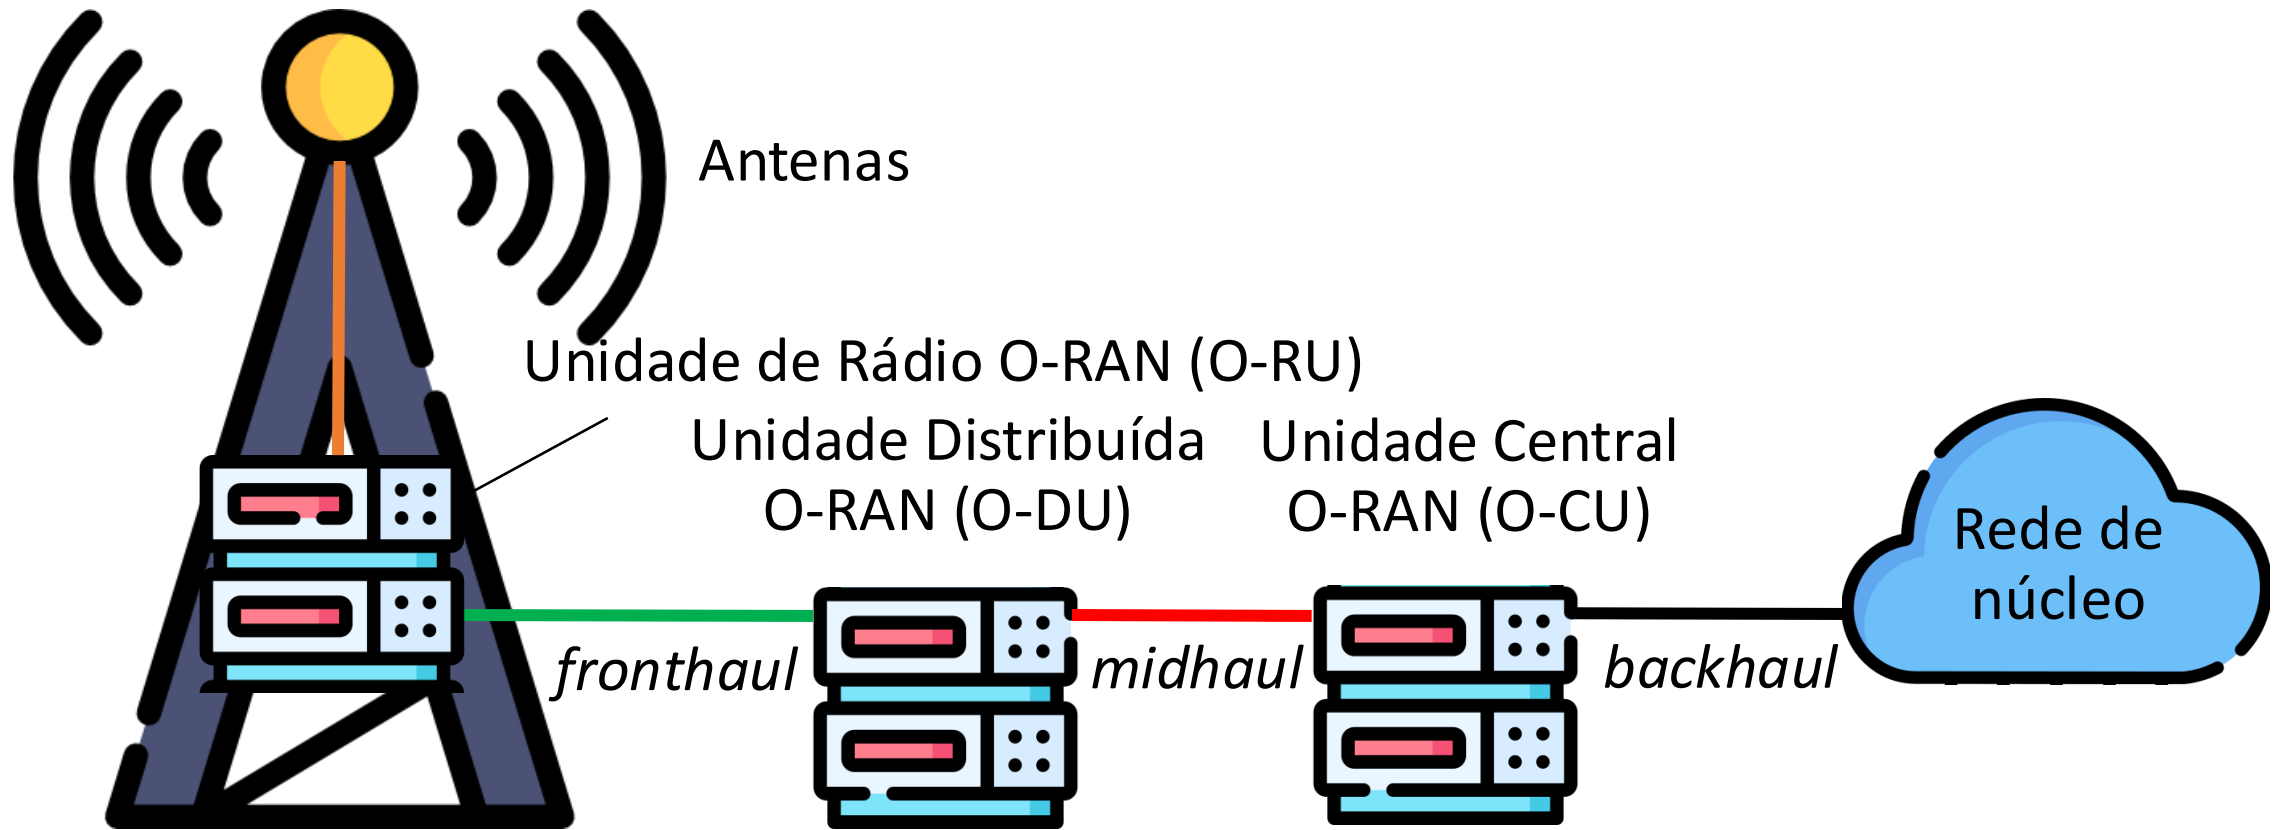 Antenas
Unidade de Rádio O-RAN (O-RU)
Unidade Distribuída
O-RAN (O-DU)
Unidade Central
O-RAN (O-CU)
Rede de
núcleo
fronthaul
midhaul
backhaul